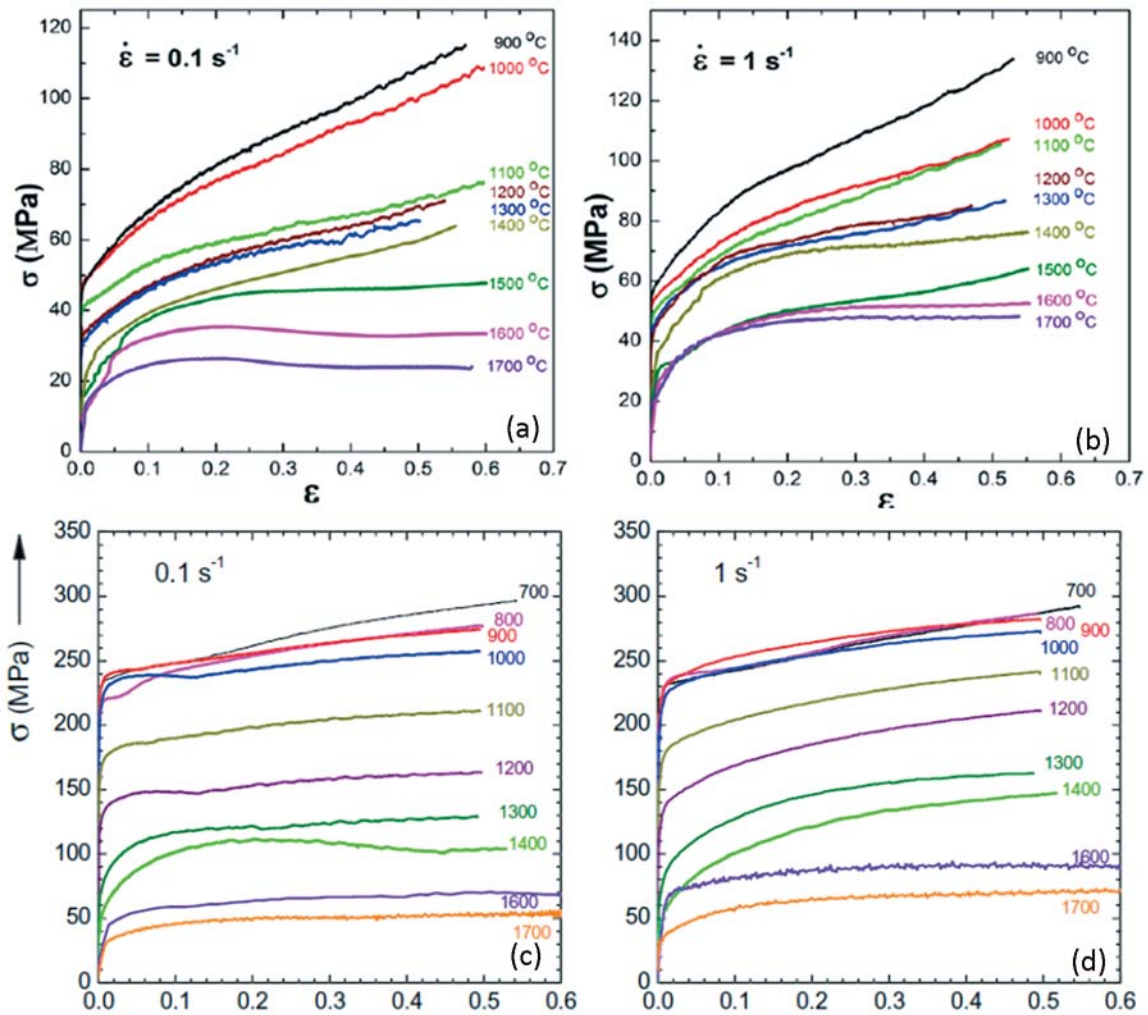 120
100
80
60
40
20
0
σ (MPa)
ε̇ = 0.1 s⁻¹
900 °C
1000 °C
1100 °C
1200 °C
1300 °C
1400 °C
1500 °C
1600 °C
1700 °C
(a)
0.0 0.1 0.2 0.3 0.4 0.5 0.6 0.7
ε
140
120
100
80
60
40
20
0
σ (MPa)
ε̇ = 1 s⁻¹
900 °C
1000 °C
1100 °C
1200 °C
1300 °C
1400 °C
1500 °C
1600 °C
1700 °C
(b)
0.0 0.1 0.2 0.3 0.4 0.5 0.6 0.7
ε
350
300
250
200
150
100
50
0
σ (MPa)
0.1 s⁻¹
700
800
900
1000
1100
1200
1300
1400
1600
1700
(c)
0.0 0.1 0.2 0.3 0.4 0.5 0.6
350
300
250
200
150
100
50
0
1 s⁻¹
700
800
900
1000
1100
1200
1300
1400
1600
1700
(d)
0.0 0.1 0.2 0.3 0.4 0.5 0.6